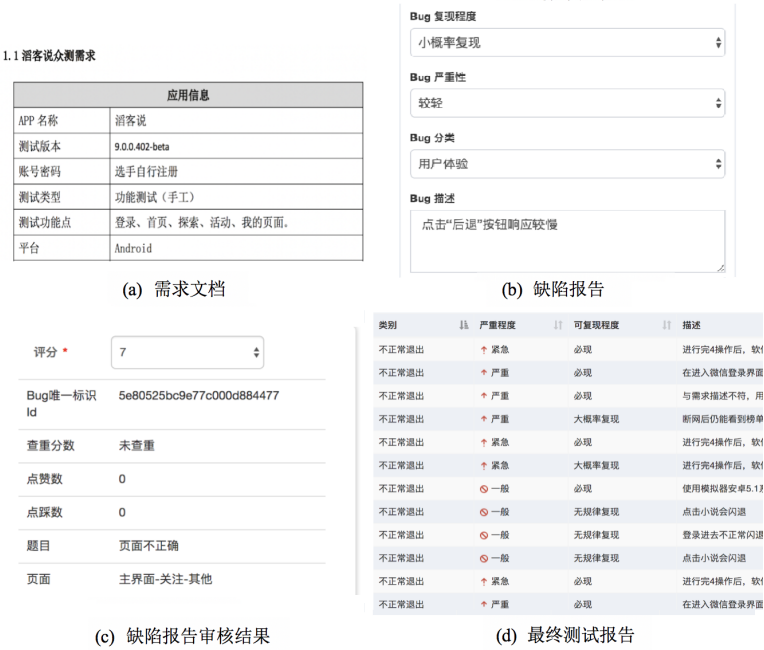 1.1 滔客说众测需求
应用信息
APP 名称 滔客说
测试版本 9.0.0.402-beta
账号密码 选手自行注册
测试类型 功能测试（手工）
测试功能点 登录、首页、探索、活动、我的页面。
平台 Android
(a) 需求文档
Bug 复现程度
小概率复现
Bug 严重性
较轻
Bug 分类
用户体验
Bug 描述
点击“后退”按钮响应较慢
(b) 缺陷报告
评分 * 7
Bug唯一标识 5e80525bc9e77c000d884477
Id
查重分数 未查重
点赞数 0
点踩数 0
题目 页面不正确
页面 主界面-关注-其他
(c) 缺陷报告审核结果
类别 严重程度 可复现程度 描述
不正常退出 紧急 必现 进行完4操作后，软
不正常退出 严重 必现 在进入微信登录界面
不正常退出 严重 必现 与需求描述不符，用
不正常退出 严重 大概率复现 断网后仍能看到榜单
不正常退出 紧急 必现 进行完4操作后，软
不正常退出 紧急 大概率复现 进行完4操作后，软
不正常退出 一般 必现 使用模拟器安卓5.1
不正常退出 一般 无规律复现 点击小说会闪退
不正常退出 一般 无规律复现 登录进去不正常闪退
不正常退出 一般 无规律复现 点击小说会闪退
不正常退出 紧急 必现 进行完4操作后，软
不正常退出 严重 必现 在进入微信登录界面
(d) 最终测试报告